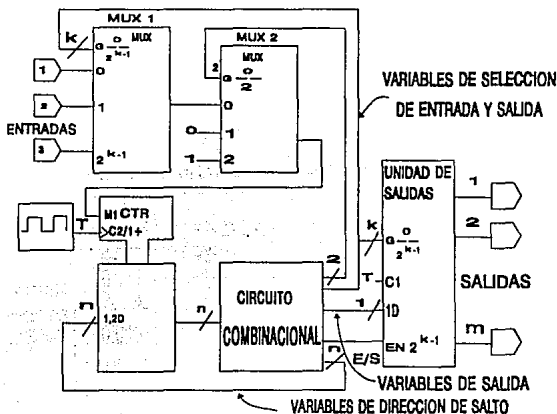 MUX 1
k
G 0/2^k-1
MUX
MUX 2
1
0
2
1
ENTRADAS
3
2^k-1
2
G 0/2
MUX
0
0
1
1
2
VARIABLES DE SELECCION
DE ENTRADA Y SALIDA
UNIDAD DE
SALIDAS
1
2
SALIDAS
m
k
G 0/2^k-1
T
C1
1
1D
EN 2^k-1
T
M1 CTR
C2/1+
n
1,2D
n
CIRCUITO
COMBINACIONAL
2
n
E/S
VARIABLES DE SALIDA
VARIABLES DE DIRECCION DE SALTO